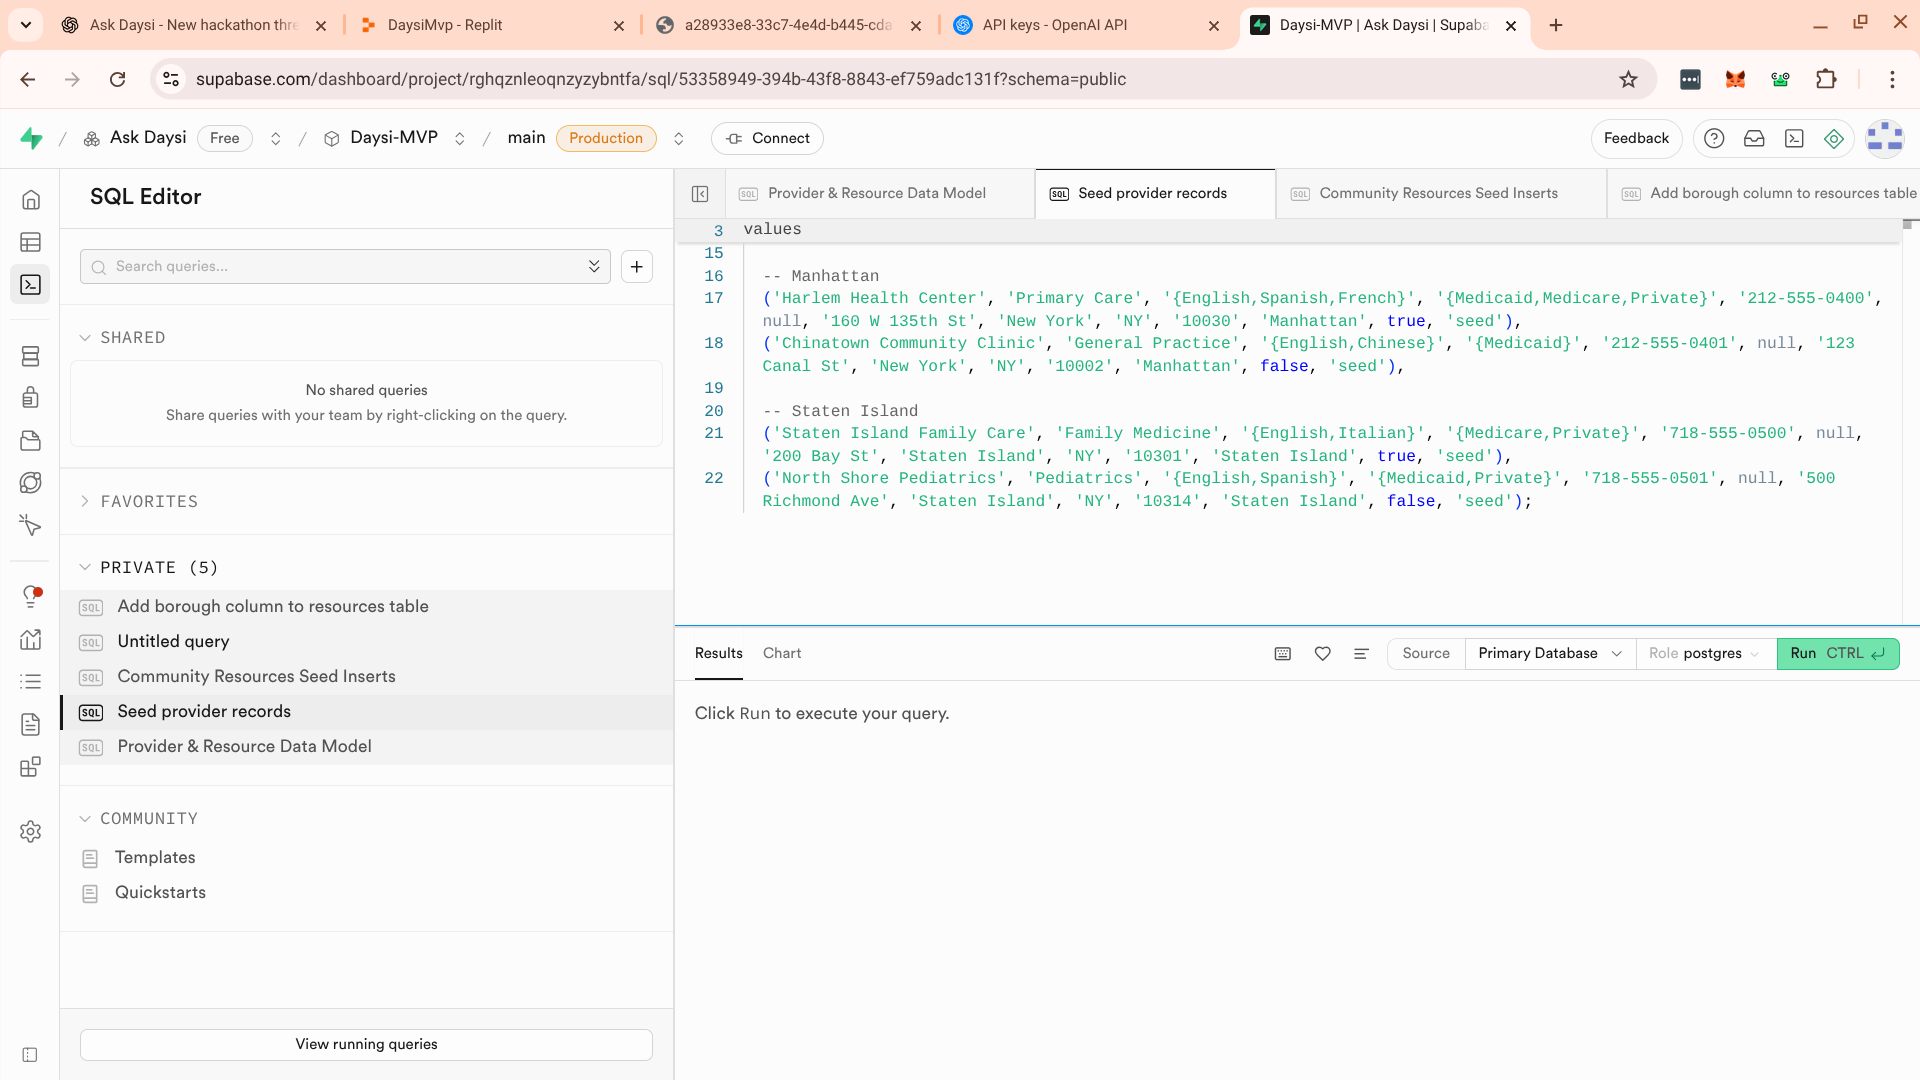 Ask Daysi - New hackathon thre
DaysiMvp - Replit
a28933e8-33c7-4e4d-b445-cda
API keys - OpenAI API
Daysi-MVP | Ask Daysi | Supaba
supabase.com/dashboard/project/rghqznleoqnzyzybntfa/sql/53358949-394b-43f8-8843-ef759adc131f?schema=public
/ Ask Daysi Free / Daysi-MVP / main Production Connect
Feedback
SQL Editor
Search queries...
SHARED
No shared queries
Share queries with your team by right-clicking on the query.
FAVORITES
PRIVATE (5)
SQL Add borough column to resources table
SQL Untitled query
SQL Community Resources Seed Inserts
SQL Seed provider records
SQL Provider & Resource Data Model
COMMUNITY
Templates
Quickstarts
View running queries
SQL Provider & Resource Data Model
SQL Seed provider records
SQL Community Resources Seed Inserts
SQL Add borough column to resources table
3 values
15
16 -- Manhattan
17 ('Harlem Health Center', 'Primary Care', '{English,Spanish,French}', '{Medicaid,Medicare,Private}', '212-555-0400',
null, '160 W 135th St', 'New York', 'NY', '10030', 'Manhattan', true, 'seed'),
18 ('Chinatown Community Clinic', 'General Practice', '{English,Chinese}', '{Medicaid}', '212-555-0401', null, '123
Canal St', 'New York', 'NY', '10002', 'Manhattan', false, 'seed'),
19
20 -- Staten Island
21 ('Staten Island Family Care', 'Family Medicine', '{English,Italian}', '{Medicare,Private}', '718-555-0500', null,
'200 Bay St', 'Staten Island', 'NY', '10301', 'Staten Island', true, 'seed'),
22 ('North Shore Pediatrics', 'Pediatrics', '{English,Spanish}', '{Medicaid,Private}', '718-555-0501', null, '500
Richmond Ave', 'Staten Island', 'NY', '10314', 'Staten Island', false, 'seed');
Results
Chart
Source
Primary Database
Role postgres
Run CTRL
Click Run to execute your query.